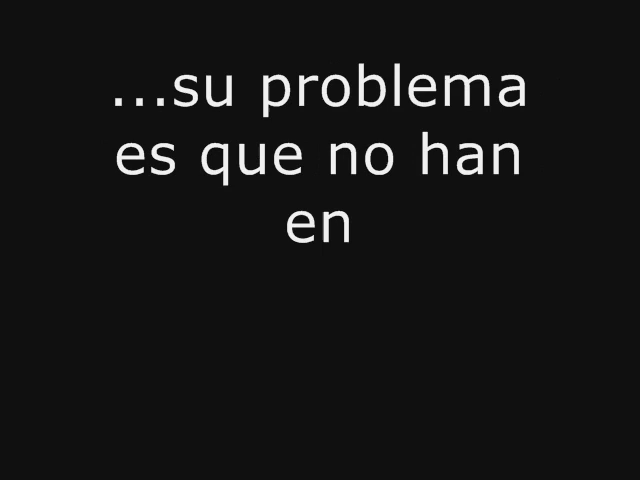 ...su problema
es que no han
en